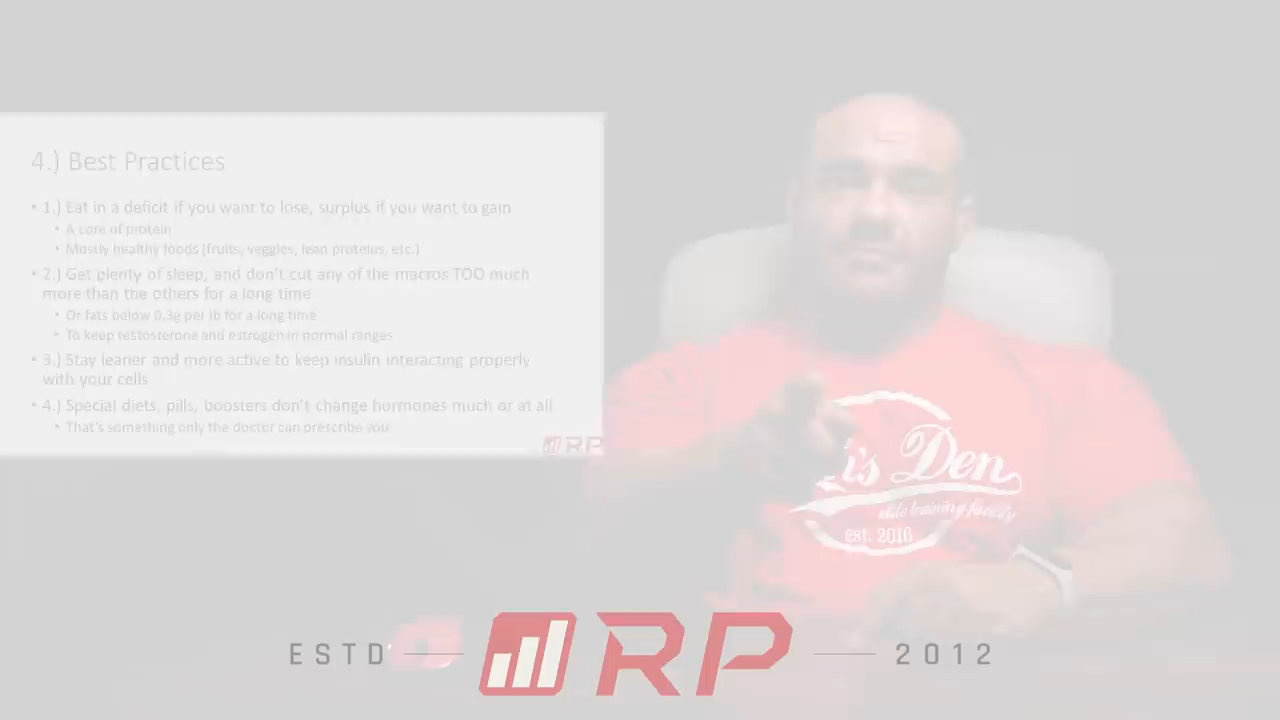 4.) Best Practices
• 1.) Eat in a deficit if you want to lose, surplus if you want to gain
• A core of protein
• Mostly healthy foods (fruits, veggies, lean proteins, etc.)
• 2.) Get plenty of sleep, and don't cut any of the macros TOO much
more than the others for a long time
• Or fats below 0.3g per lb for a long time
• To keep testosterone and estrogen in normal ranges
• 3.) Stay leaner and more active to keep insulin interacting properly
with your cells
• 4.) Special diets, pills, boosters don't change hormones much or at all
• That's something only the doctor can prescribe you
RP
Den
training facility
est. 2016
ESTD RP 2012